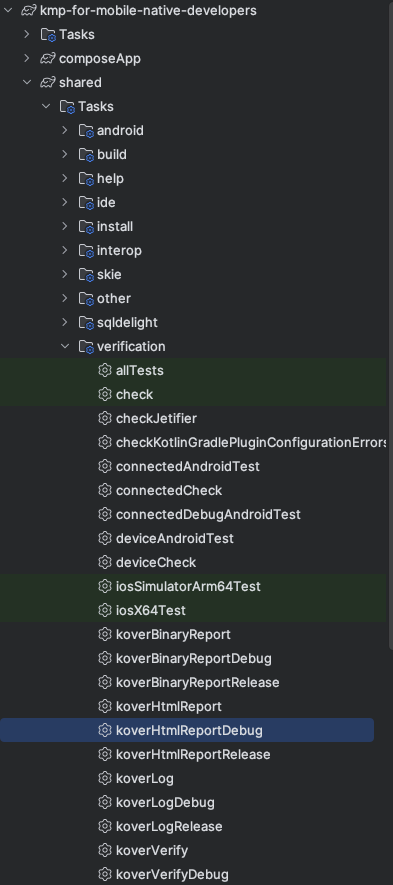 kmp-for-mobile-native-developers
Tasks
composeApp
shared
Tasks
android
build
help
ide
install
interop
skie
other
sqldelight
verification
allTests
check
checkJetifier
checkKotlinGradlePluginConfigurationErrors
connectedAndroidTest
connectedCheck
connectedDebugAndroidTest
deviceAndroidTest
deviceCheck
iosSimulatorArm64Test
iosX64Test
koverBinaryReport
koverBinaryReportDebug
koverBinaryReportRelease
koverHtmlReport
koverHtmlReportDebug
koverHtmlReportRelease
koverLog
koverLogDebug
koverLogRelease
koverVerify
koverVerifyDebug